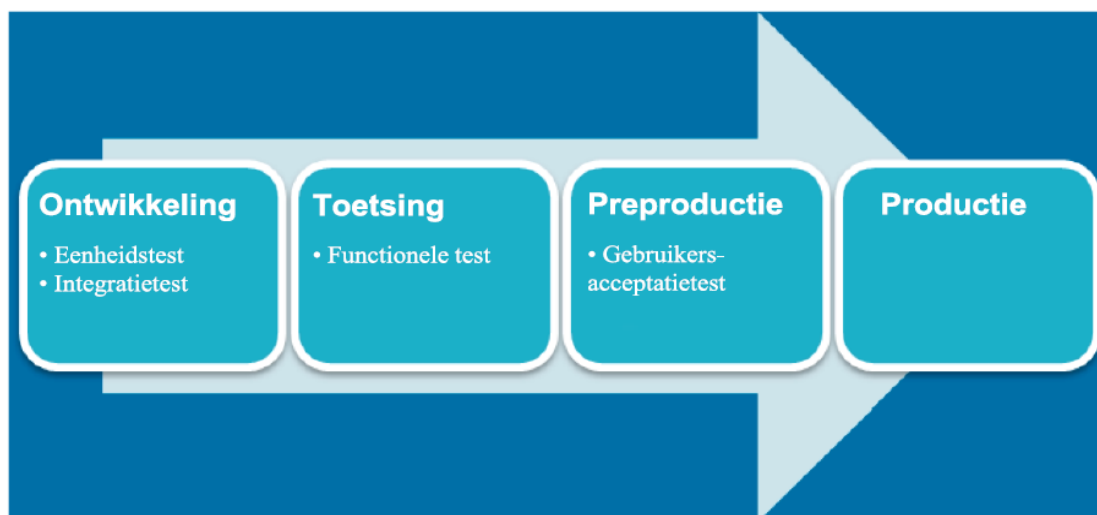 Ontwikkeling
• Eenheidstest
• Integratietest
Toetsing
• Functionele test
Preproductie
• Gebruikers-
acceptatietest
Productie